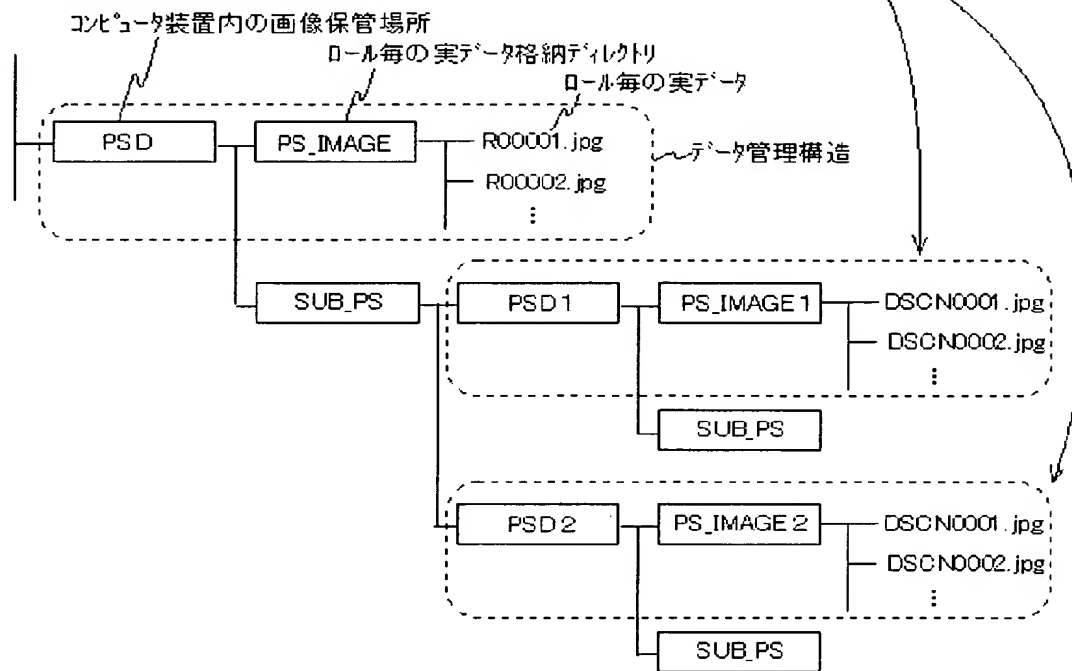 コンピュータ装置内の画像保管場所
ロール毎の実データ格納ディレクトリ
ロール毎の実データ
PSD
PS_IMAGE
R00001.jpg
データ管理構造
R00002.jpg
⋮
SUB_PS
PSD1
PS_IMAGE1
DSCN0001.jpg
DSCN0002.jpg
⋮
SUB_PS
PSD2
PS_IMAGE2
DSCN0001.jpg
DSCN0002.jpg
⋮
SUB_PS